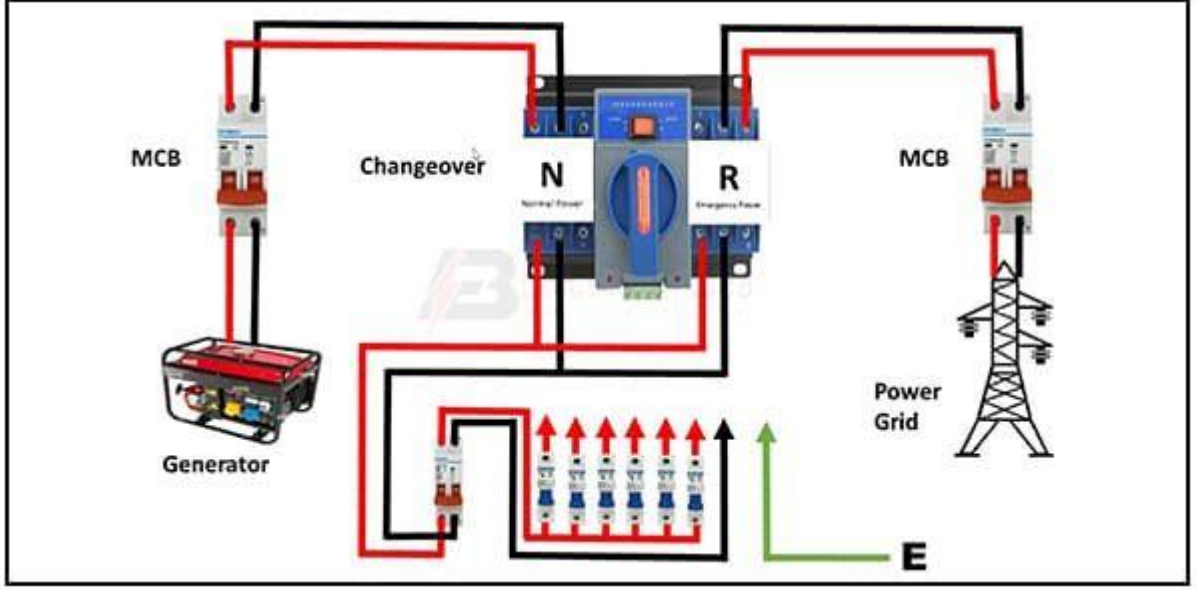 MCB
Changeover
N
Normal Power
R
Emergency Power
MCB
Generator
Power
Grid
E